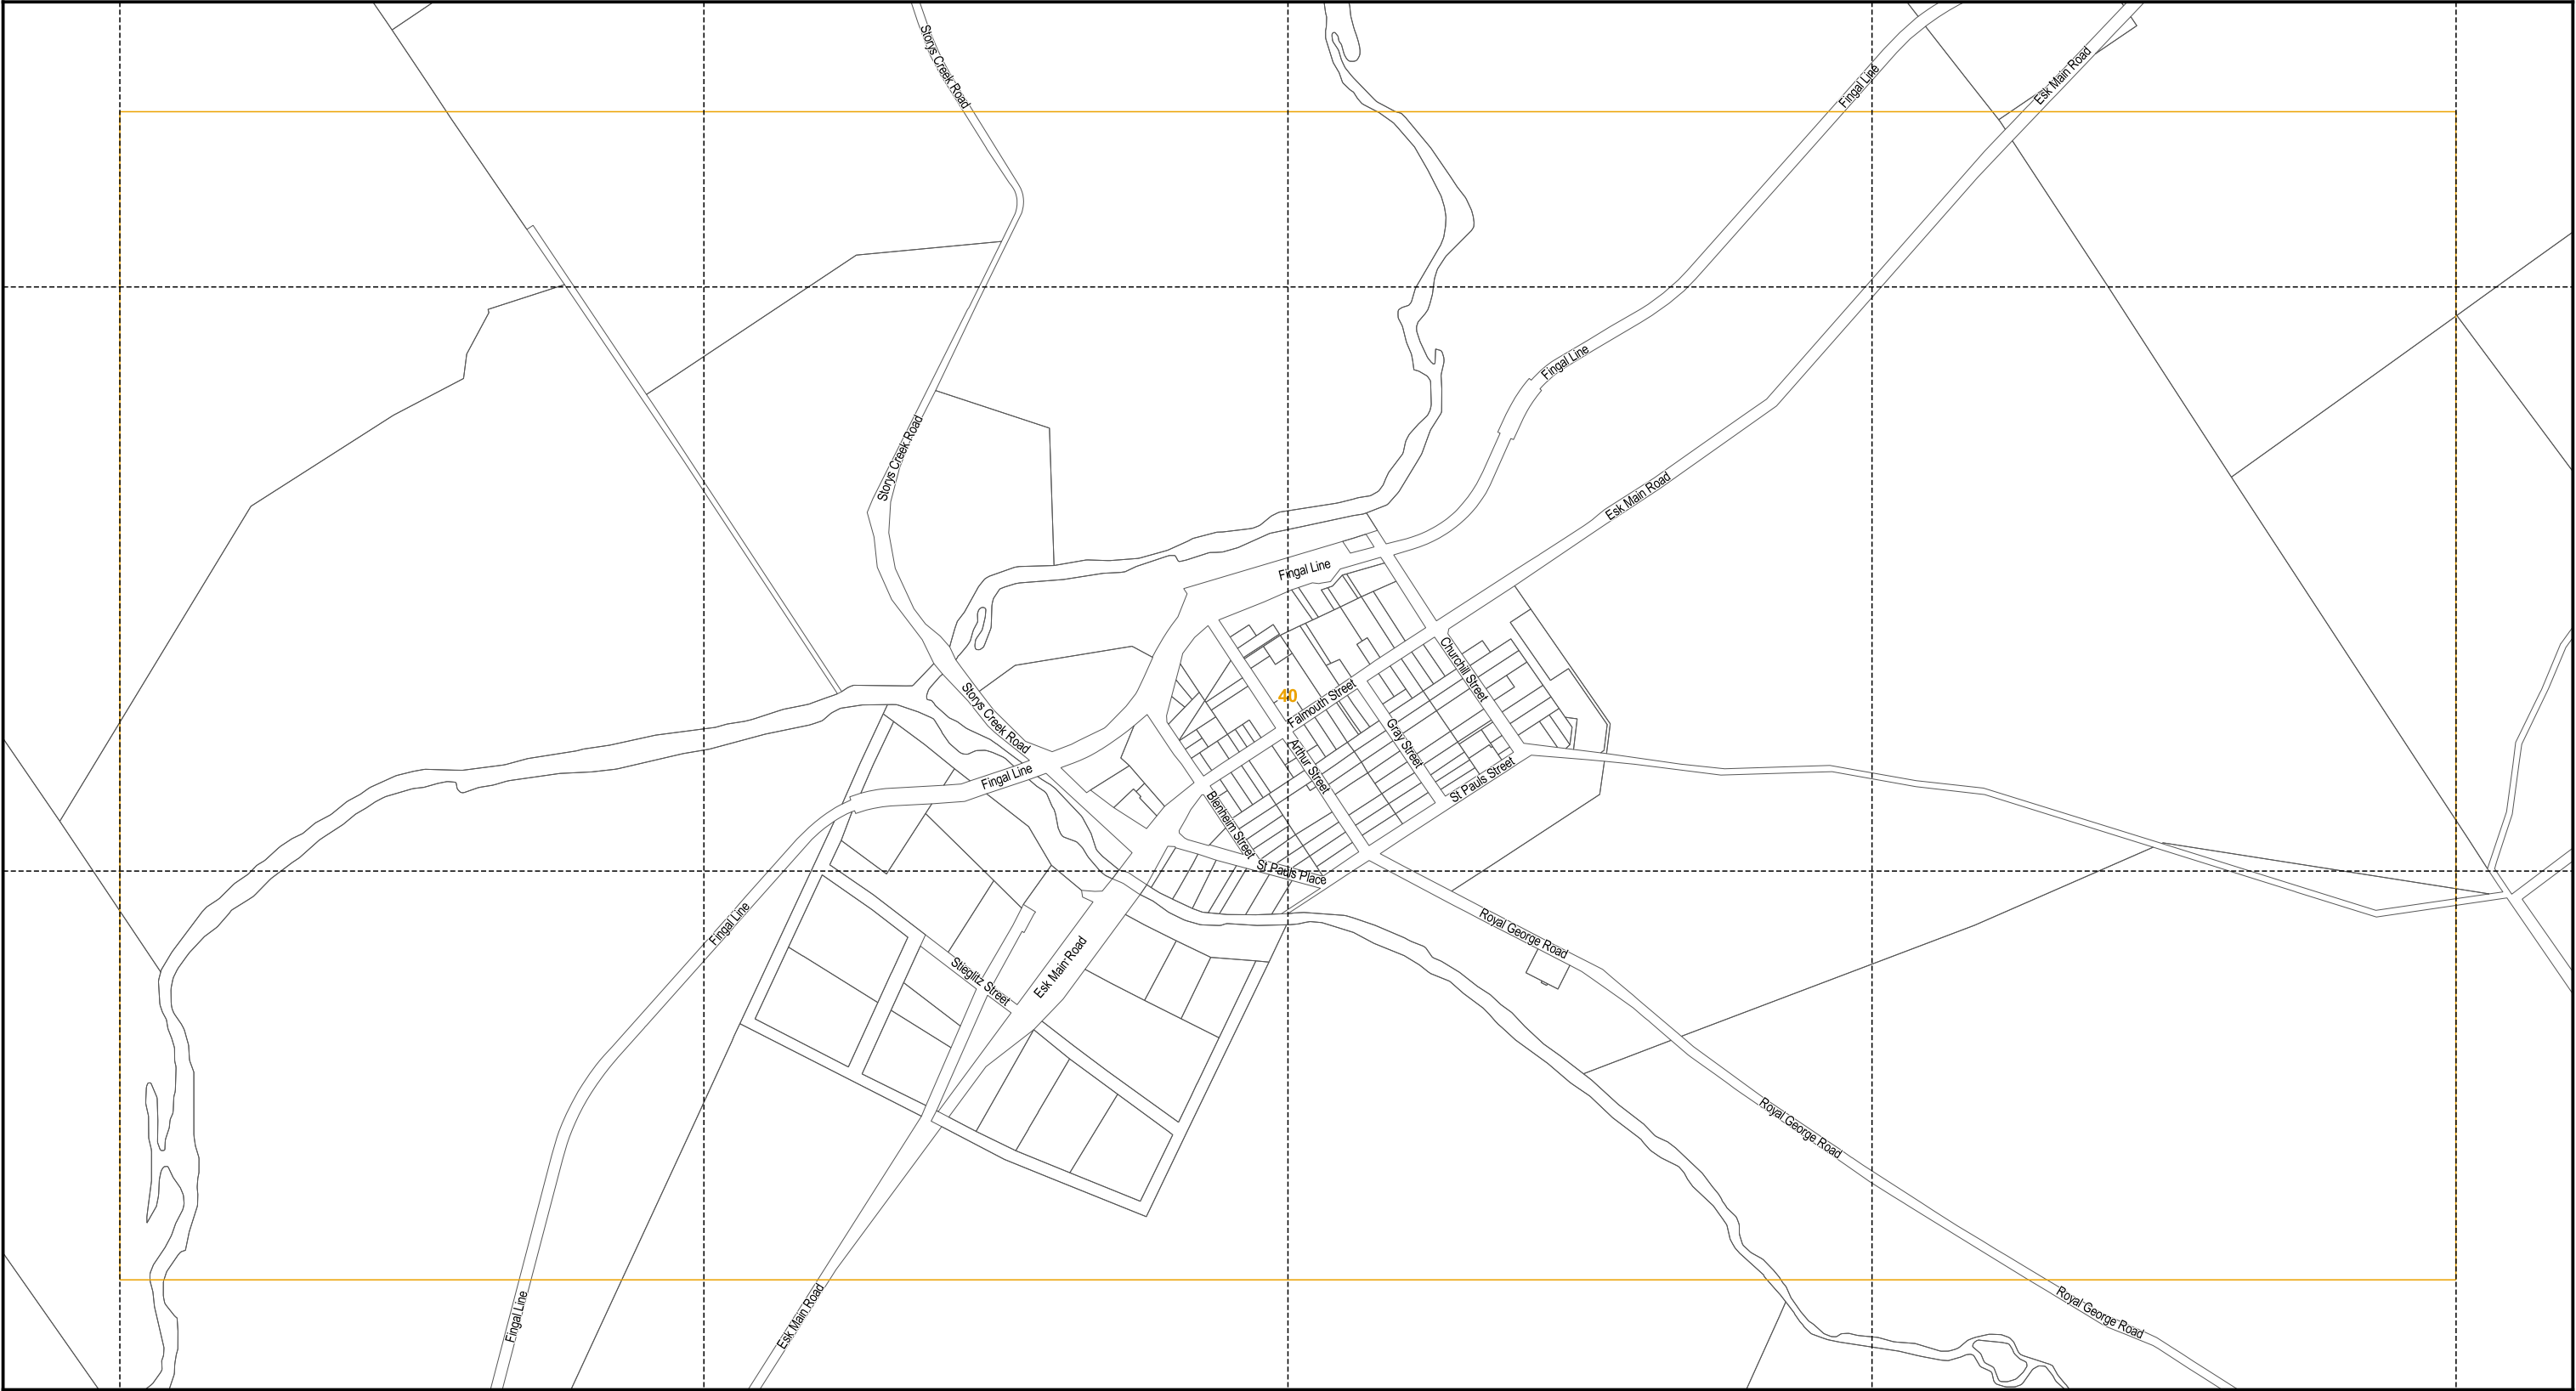 Storys Creek Road
Fingal Line
Esk Main Road
Fingal Line
Storys Creek Road
Esk Main Road
Fingal Line
Churchill Street
40
Falmouth Street
Storys Creek Road
Gray Street
Arthur Street
Fingal Line
St Pauls Street
Blenheim Street
St Pauls Place
Fingal Line
Royal George Road
Esk Main Road
Stieglitz Street
Royal George Road
Fingal Line
Esk Main Road
Royal George Road